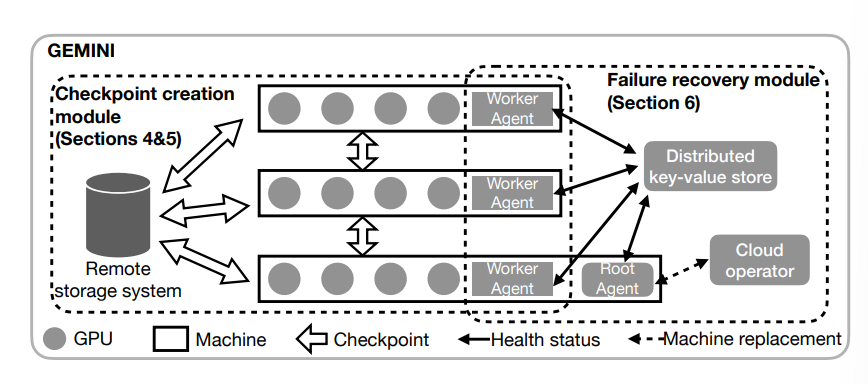 GEMINI
Checkpoint creation
module
(Sections 4&5)
Failure recovery module
(Section 6)
Worker
Agent
Distributed
key-value store
Worker
Agent
Cloud
operator
Remote
storage system
Worker
Agent
Root
Agent
GPU
Machine
Checkpoint
Health status
Machine replacement